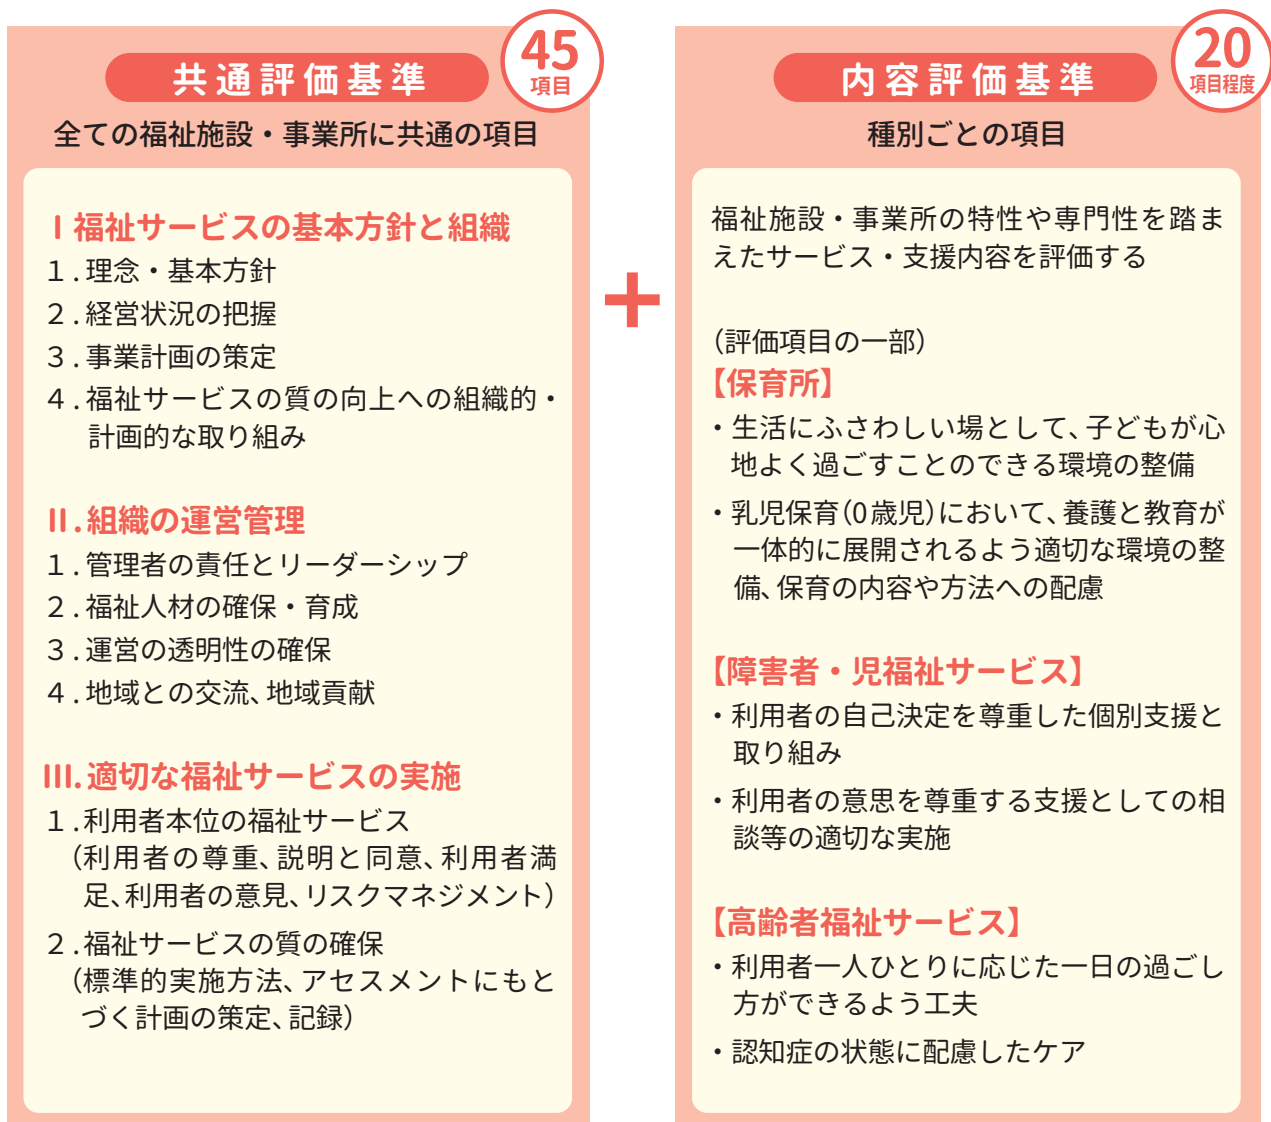 共通評価基準
45
項目
全ての福祉施設・事業所に共通の項目
Ⅰ福祉サービスの基本方針と組織
１.理念・基本方針
２.経営状況の把握
３.事業計画の策定
４.福祉サービスの質の向上への組織的・
計画的な取り組み
Ⅱ.組織の運営管理
１.管理者の責任とリーダーシップ
２.福祉人材の確保・育成
３.運営の透明性の確保
４.地域との交流、地域貢献
Ⅲ.適切な福祉サービスの実施
１.利用者本位の福祉サービス
（利用者の尊重、説明と同意、利用者満
足、利用者の意見、リスクマネジメント）
２.福祉サービスの質の確保
（標準的実施方法、アセスメントにもと
づく計画の策定、記録）
+
内容評価基準
20
項目程度
種別ごとの項目
福祉施設・事業所の特性や専門性を踏ま
えたサービス・支援内容を評価する
（評価項目の一部）
【保育所】
・生活にふさわしい場として、子どもが心
地よく過ごすことのできる環境の整備
・乳児保育（0歳児）において、養護と教育が
一体的に展開されるよう適切な環境の整
備、保育の内容や方法への配慮
【障害者・児福祉サービス】
・利用者の自己決定を尊重した個別支援と
取り組み
・利用者の意思を尊重する支援としての相
談等の適切な実施
【高齢者福祉サービス】
・利用者一人ひとりに応じた一日の過ごし
方ができるよう工夫
・認知症の状態に配慮したケア